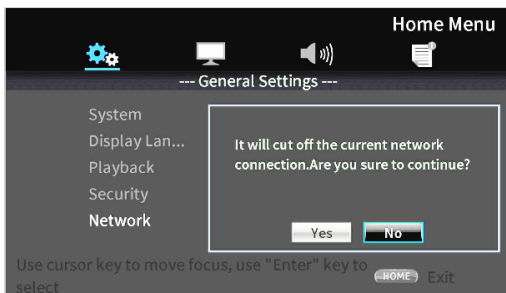 Home Menu
--- General Settings ---
System
Display Lan...
Playback
Security
Network
It will cut off the current network
connection.Are you sure to continue?
Yes
No
Use cursor key to move focus, use "Enter" key to
select
HOME Exit